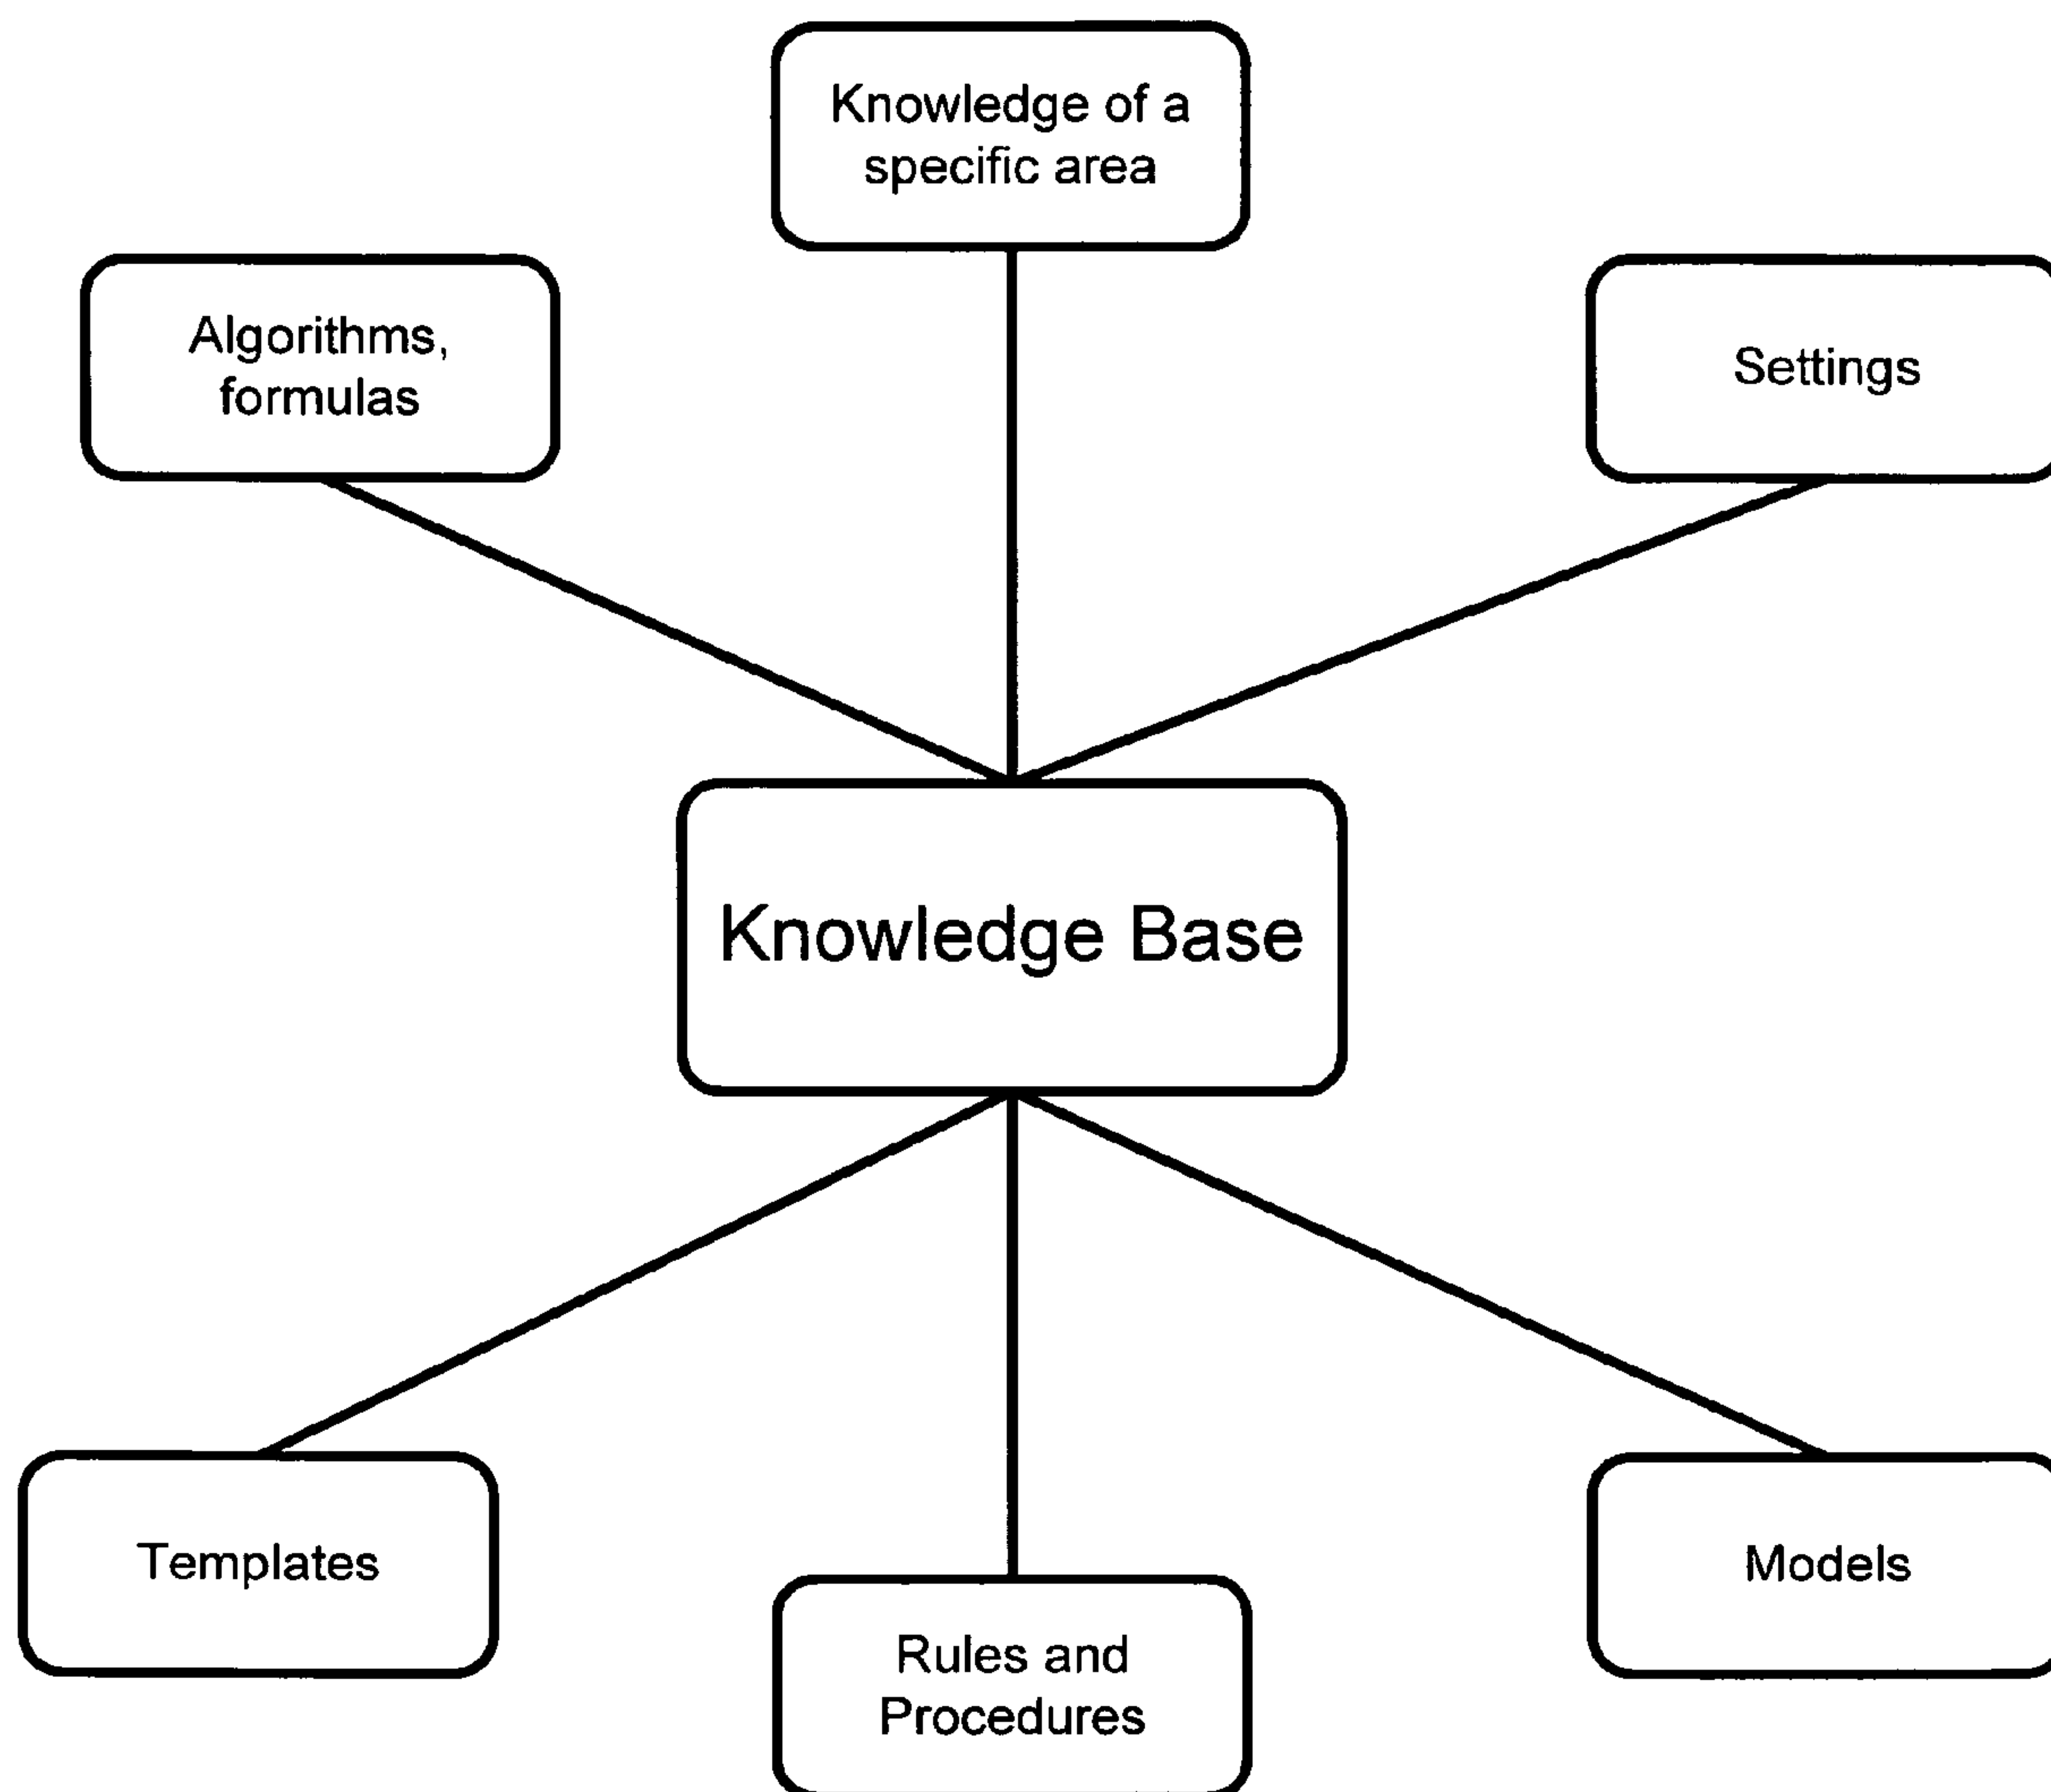 Knowledge of a
specific area
Algorithms,
formulas
Settings
Knowledge Base
Templates
Models
Rules and
Procedures